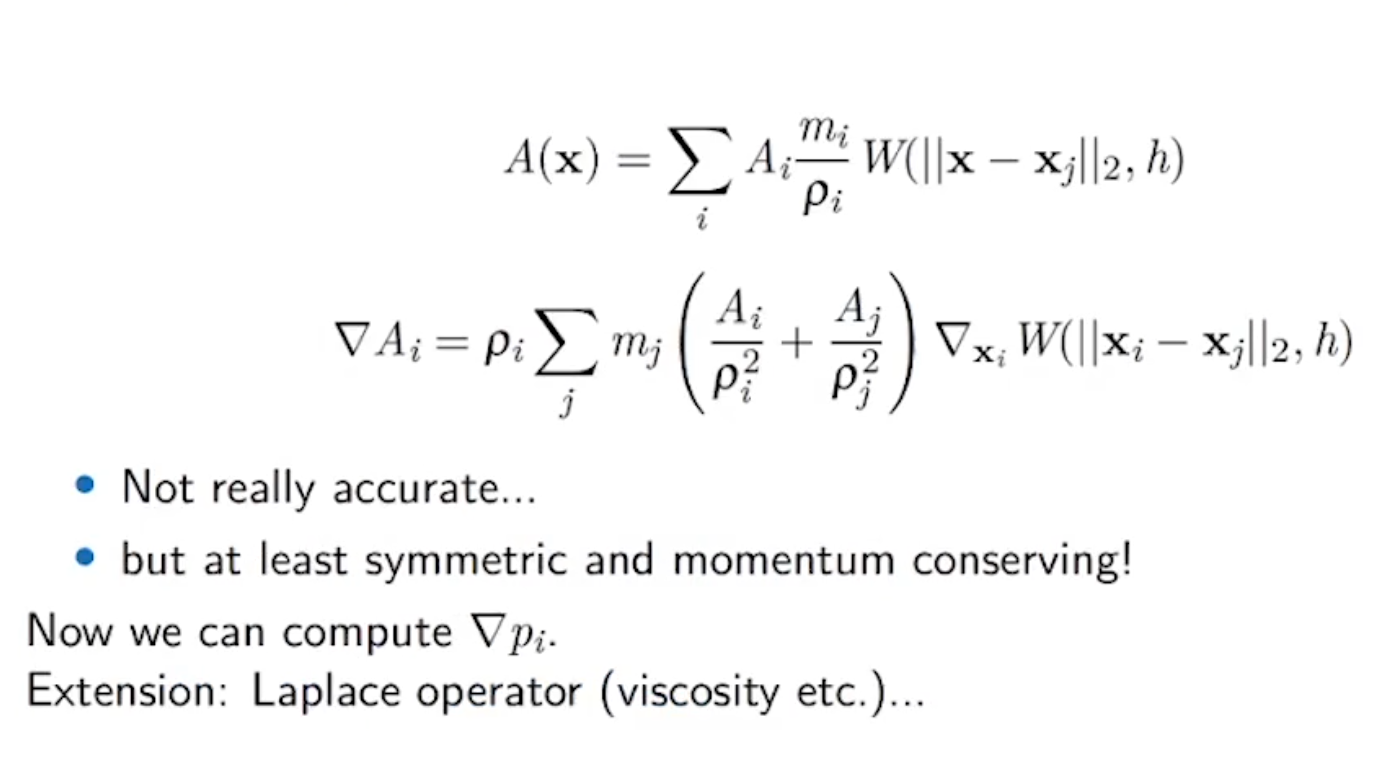 A(𝐱) = ∑_i A_i m_i/ρ_i W(||𝐱 − 𝐱_j||_2, h)
∇A_i = ρ_i ∑_j m_j (A_i/ρ_i^2 + A_j/ρ_j^2) ∇_{𝐱_i} W(||𝐱_i − 𝐱_j||_2, h)
• Not really accurate...
• but at least symmetric and momentum conserving!
Now we can compute ∇p_i.
Extension: Laplace operator (viscosity etc.)...